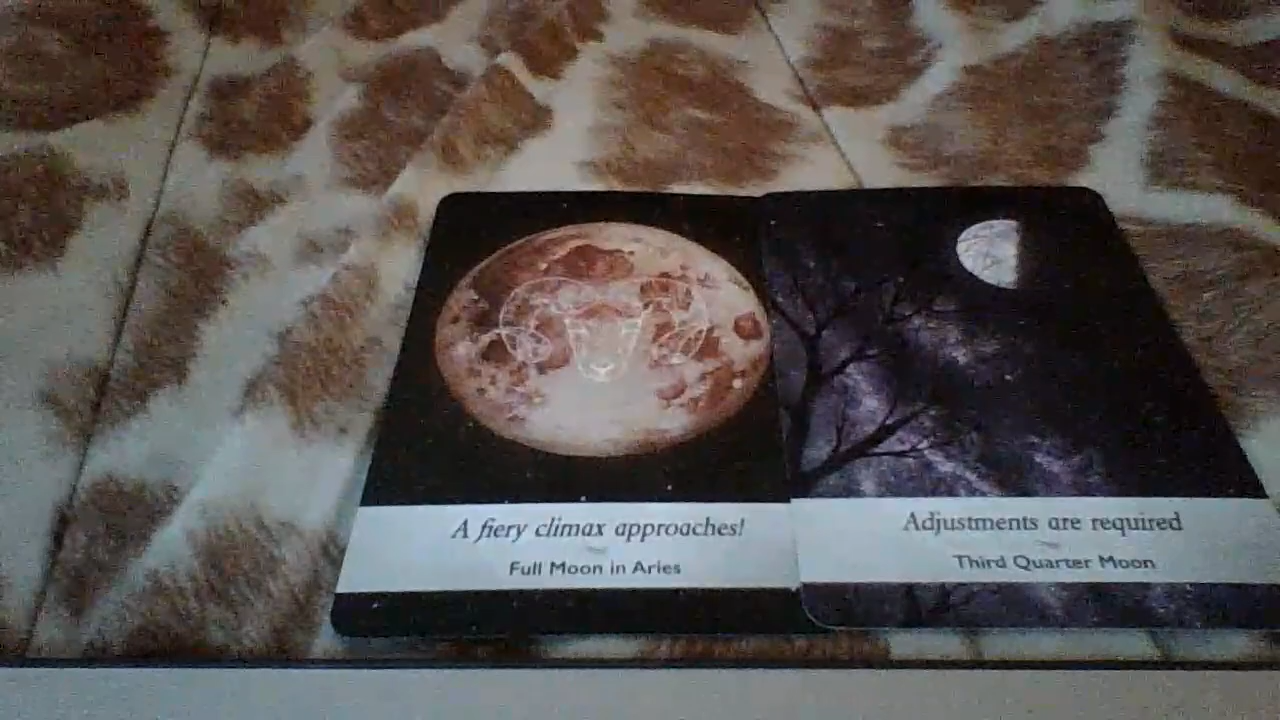 A fiery climax approaches!
Full Moon in Aries
Adjustments are required
Third Quarter Moon